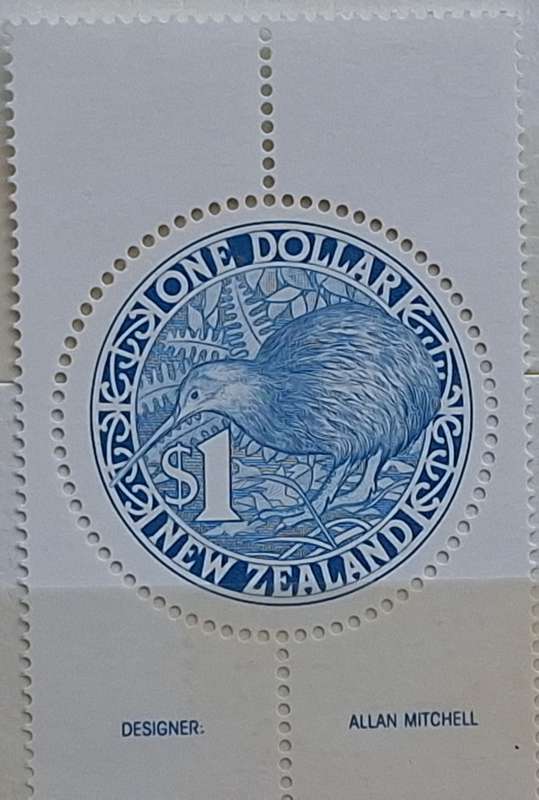 ONE DOLLAR
$1
NEW ZEALAND
DESIGNER: ALLAN MITCHELL